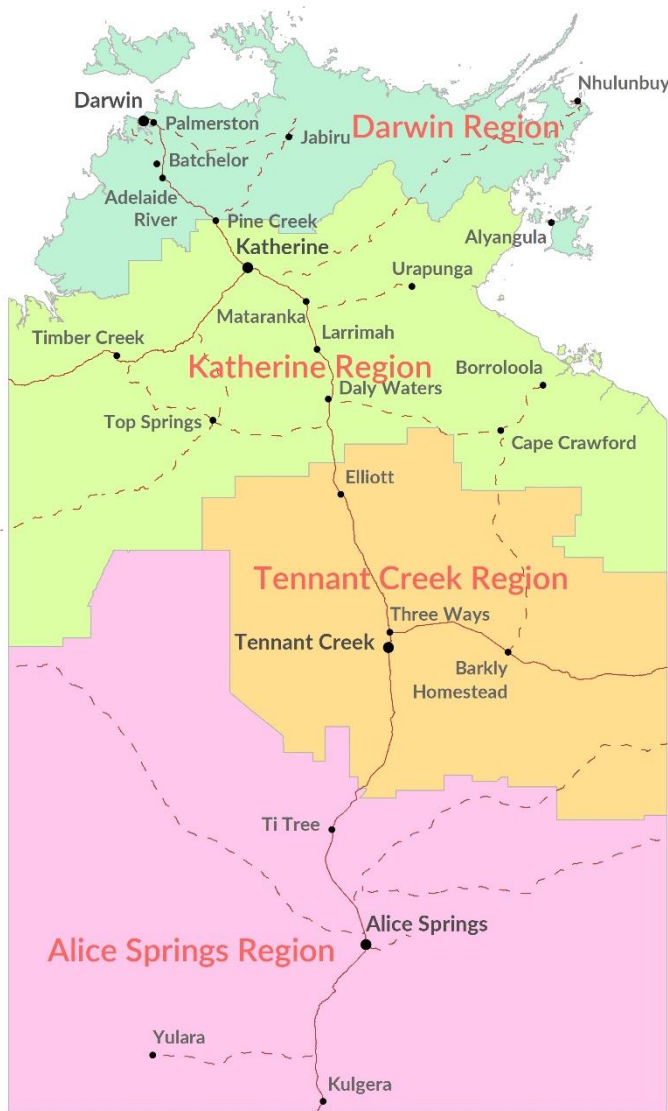 Nhulunbuy
Darwin
Palmerston
Darwin Region
Jabiru
Batchelor
Adelaide
River
Pine Creek
Alyangula
Katherine
Urapunga
Mataranka
Timber Creek
Larrimah
Katherine Region
Borroloola
Daly Waters
Top Springs
Cape Crawford
Elliott
Tennant Creek Region
Three Ways
Tennant Creek
Barkly
Homestead
Ti Tree
Alice Springs
Alice Springs Region
Yulara
Kulgera